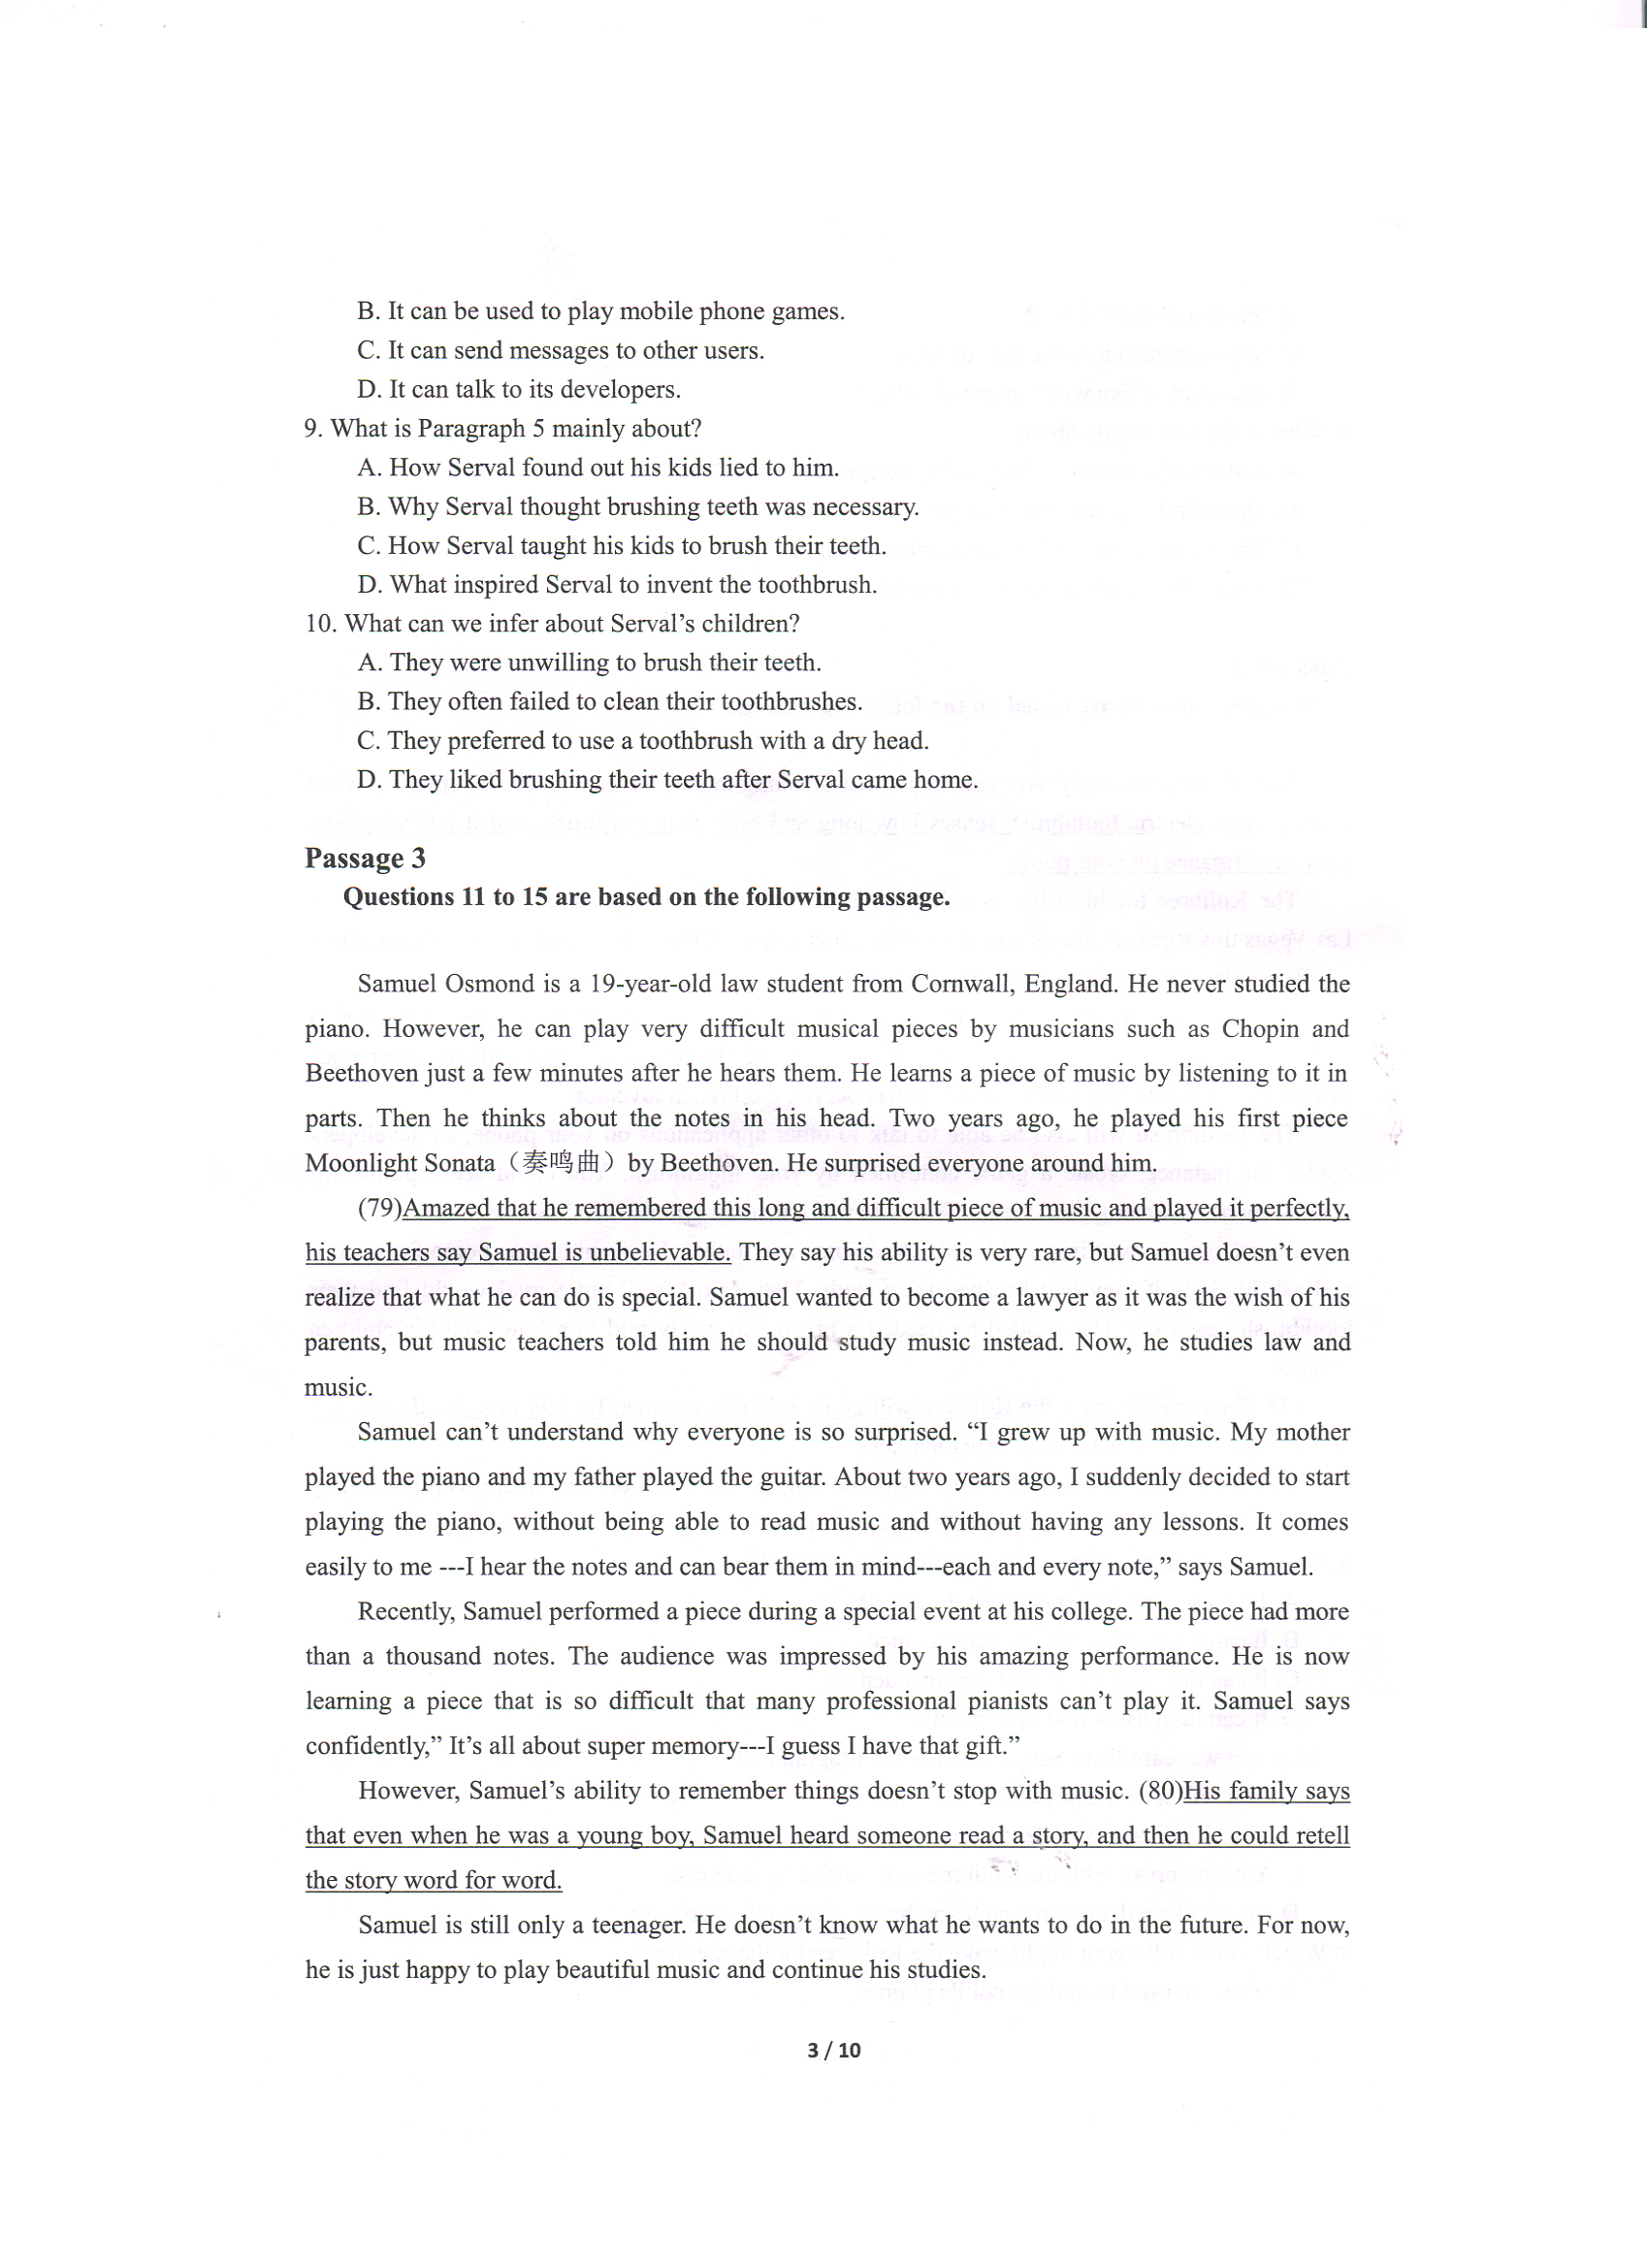 B. It can be used to play mobile phone games.
C. It can send messages to other users.
D. It can talk to its developers.
9. What is Paragraph 5 mainly about?
A. How Serval found out his kids lied to him.
B. Why Serval thought brushing teeth was necessary.
C. How Serval taught his kids to brush their teeth.
D. What inspired Serval to invent the toothbrush.
10. What can we infer about Serval’s children?
A. They were unwilling to brush their teeth.
B. They often failed to clean their toothbrushes.
C. They preferred to use a toothbrush with a dry head.
D. They liked brushing their teeth after Serval came home.
Passage 3
Questions 11 to 15 are based on the following passage.
Samuel Osmond is a 19-year-old law student from Cornwall, England. He never studied the
piano. However, he can play very difficult musical pieces by musicians such as Chopin and
Beethoven just a few minutes after he hears them. He learns a piece of music by listening to it in
parts. Then he thinks about the notes in his head. Two years ago, he played his first piece
Moonlight Sonata（奏鸣曲）by Beethoven. He surprised everyone around him.
(79)Amazed that he remembered this long and difficult piece of music and played it perfectly,
his teachers say Samuel is unbelievable. They say his ability is very rare, but Samuel doesn’t even
realize that what he can do is special. Samuel wanted to become a lawyer as it was the wish of his
parents, but music teachers told him he should study music instead. Now, he studies law and
music.
Samuel can’t understand why everyone is so surprised. “I grew up with music. My mother
played the piano and my father played the guitar. About two years ago, I suddenly decided to start
playing the piano, without being able to read music and without having any lessons. It comes
easily to me ---I hear the notes and can bear them in mind---each and every note,” says Samuel.
Recently, Samuel performed a piece during a special event at his college. The piece had more
than a thousand notes. The audience was impressed by his amazing performance. He is now
learning a piece that is so difficult that many professional pianists can’t play it. Samuel says
confidently,” It’s all about super memory---I guess I have that gift.”
However, Samuel’s ability to remember things doesn’t stop with music. (80)His family says
that even when he was a young boy, Samuel heard someone read a story, and then he could retell
the story word for word.
Samuel is still only a teenager. He doesn’t know what he wants to do in the future. For now,
he is just happy to play beautiful music and continue his studies.
3 / 10